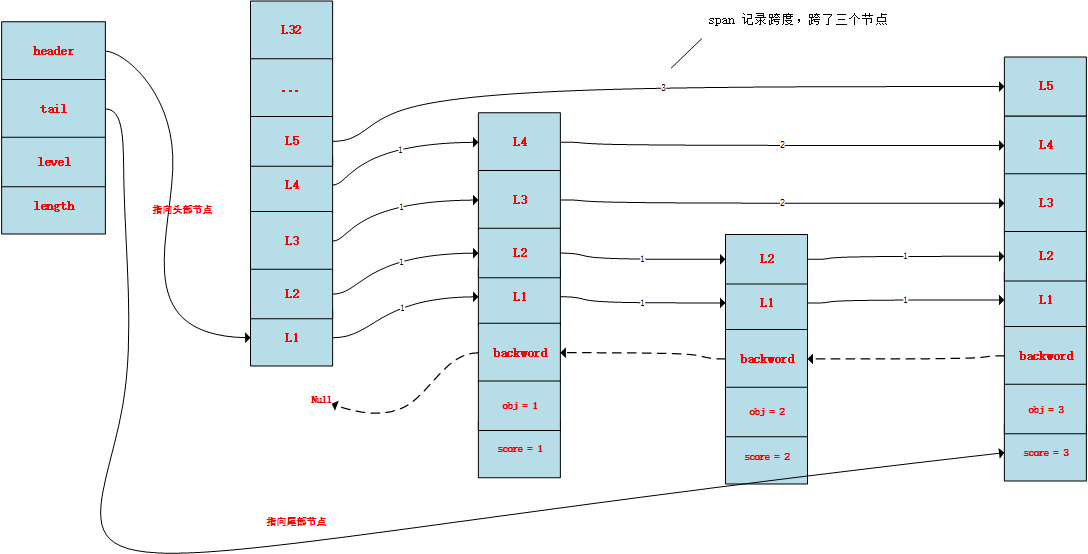 span 记录跨度，跨了三个节点
header
tail
level
length
指向头部节点
L32
---
L5
L4
L3
L2
L1
3
1
1
1
1
L4
L3
L2
L1
backword
obj = 1
score = 1
Null
2
2
1
1
L2
L1
backword
obj = 2
score = 2
1
1
L5
L4
L3
L2
L1
backword
obj = 3
score = 3
指向尾部节点